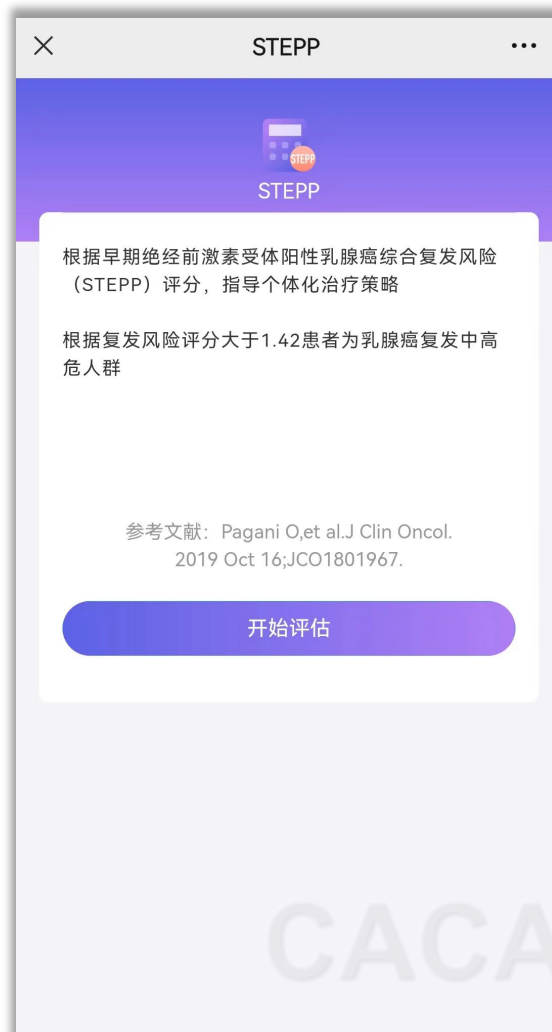 STEPP
STEPP
STEPP
根据早期绝经前激素受体阳性乳腺癌综合复发风险
（STEPP）评分，指导个体化治疗策略
根据复发风险评分大于1.42患者为乳腺癌复发中高
危人群
参考文献：Pagani O,et al.J Clin Oncol.
2019 Oct 16;JCO1801967.
开始评估
CACA